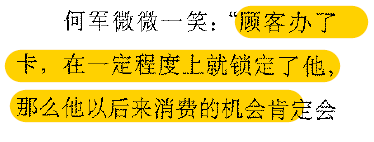 何军微微一笑：“顾客办了
卡，在一定程度上就锁定了他，
那么他以后来消费的机会肯定会